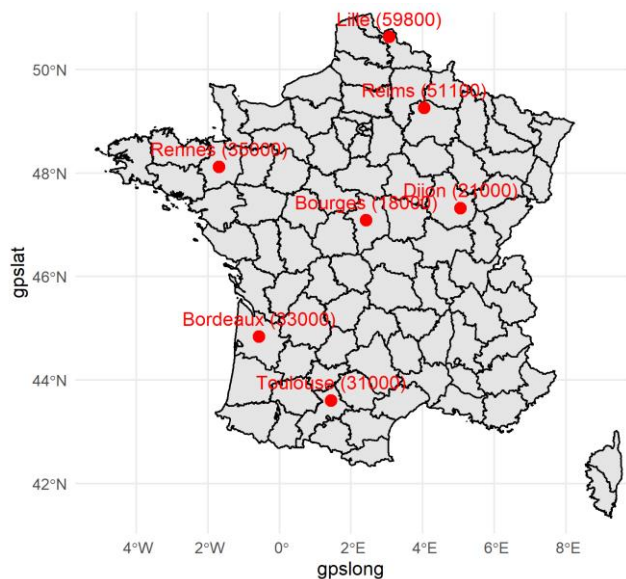 Lille (59800)
50°N
Reims (51100)
Rennes (35000)
48°N
Dijon (21000)
Bourges (18000)
gpslat
46°N
Bordeaux (33000)
44°N
Toulouse (31000)
42°N
4°W
2°W
0°
2°E
4°E
6°E
8°E
gpslong